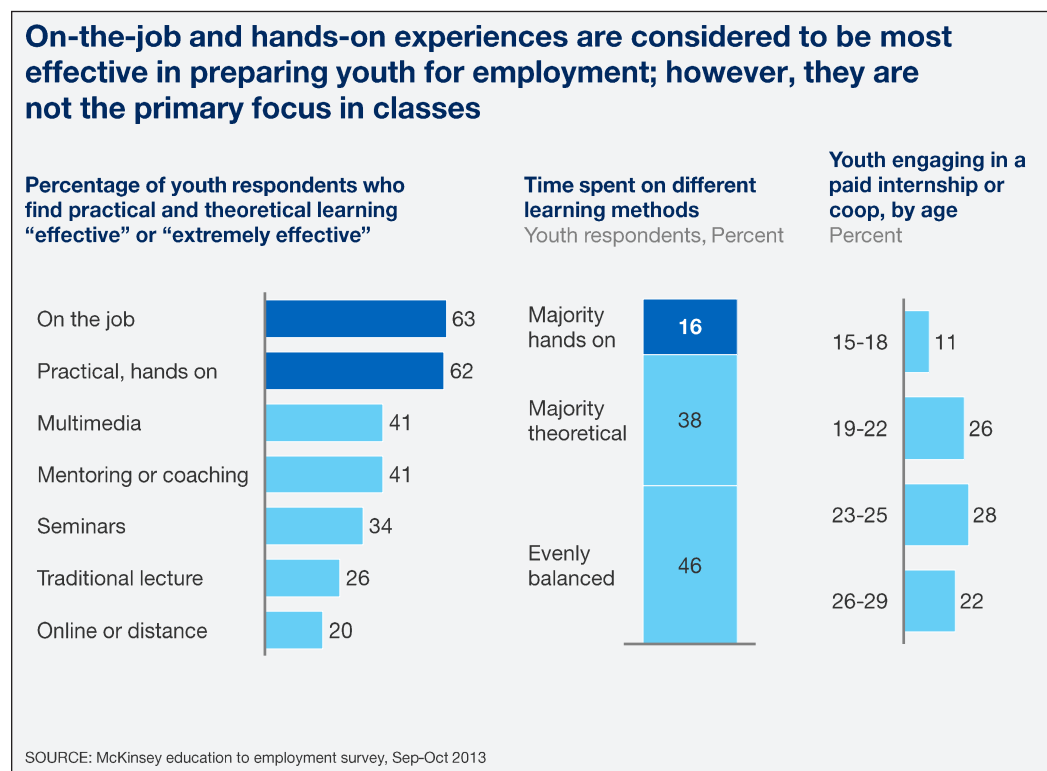 On-the-job and hands-on experiences are considered to be most
effective in preparing youth for employment; however, they are
not the primary focus in classes
Percentage of youth respondents who
find practical and theoretical learning
“effective” or “extremely effective”
On the job 63
Practical, hands on 62
Multimedia 41
Mentoring or coaching 41
Seminars 34
Traditional lecture 26
Online or distance 20
Time spent on different
learning methods
Youth respondents, Percent
Majority
hands on
16
Majority
theoretical
38
Evenly
balanced
46
Youth engaging in a
paid internship or
coop, by age
Percent
15-18 11
19-22 26
23-25 28
26-29 22
SOURCE: McKinsey education to employment survey, Sep-Oct 2013